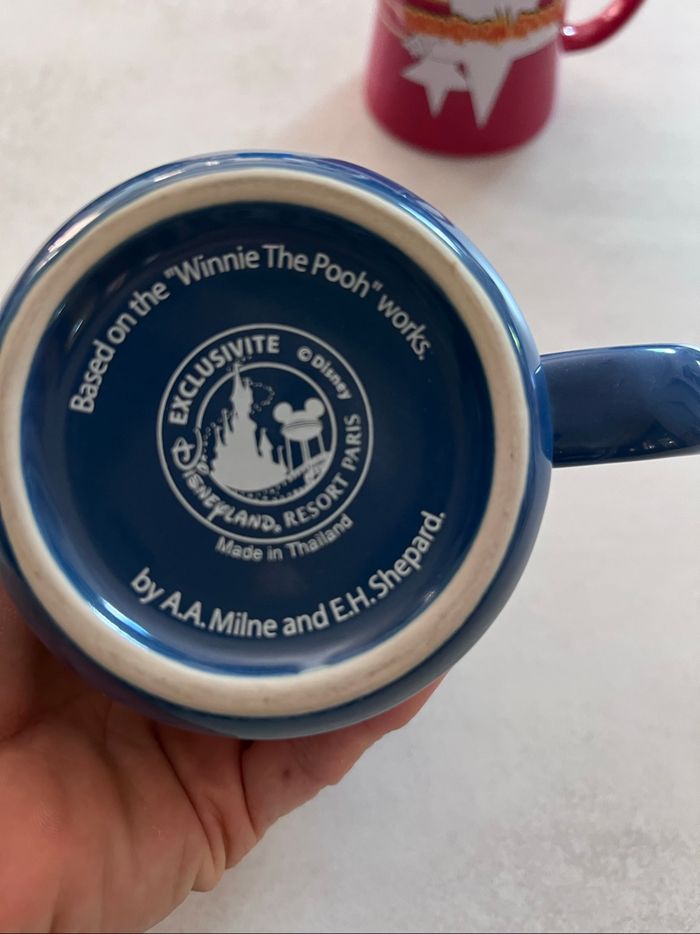 Based on the "Winnie The Pooh" works.
EXCLUSIVITE
© Disney
DISNEYLAND® RESORT PARIS
Made in Thailand
by A.A. Milne and E.H. Shepard.